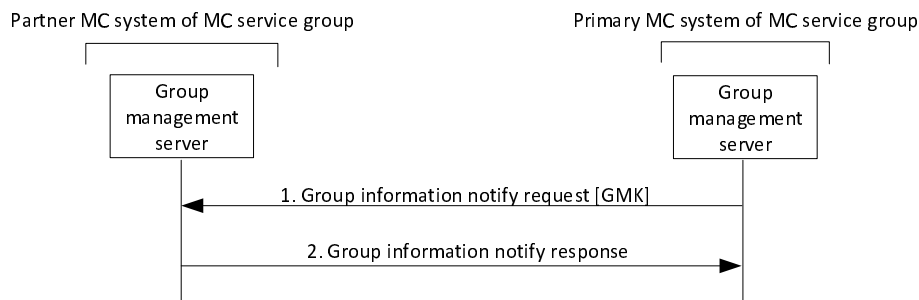 Partner MC system of MC service group
Primary MC system of MC service group
Group
management
server
Group
management
server
1. Group information notify request [GMK]
2. Group information notify response